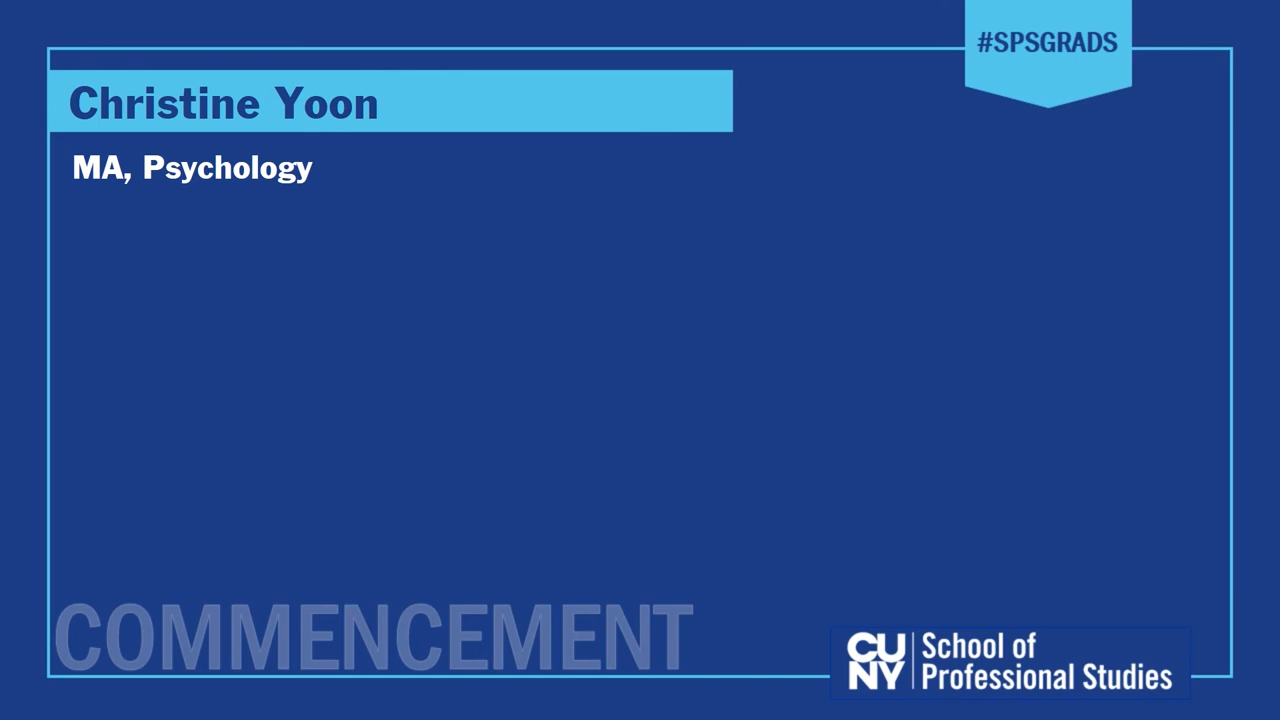 #SPSGRADS
Christine Yoon
MA, Psychology
COMMENCEMENT
CU
NY
School of
Professional Studies